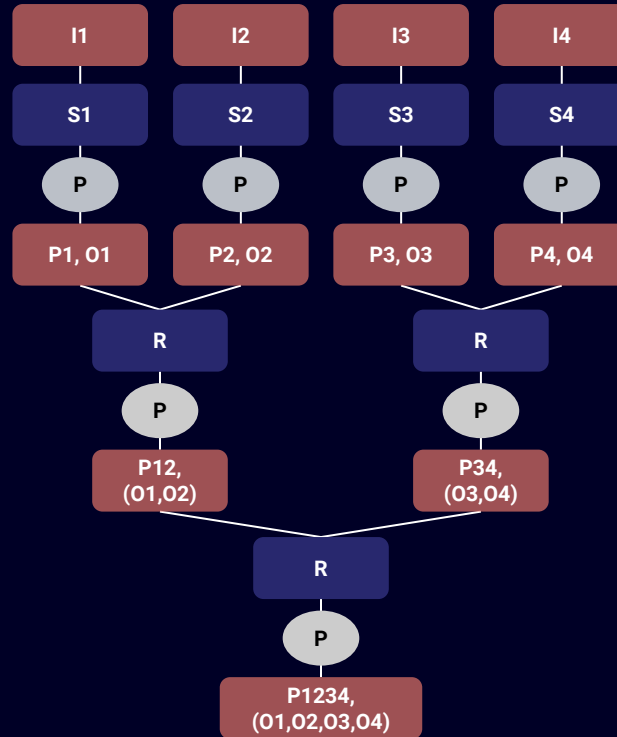 I1
I2
I3
I4
S1
S2
S3
S4
P
P
P
P
P1, O1
P2, O2
P3, O3
P4, O4
R
R
P
P
P12,
(O1,O2)
P34,
(O3,O4)
R
P
P1234,
(O1,O2,O3,O4)